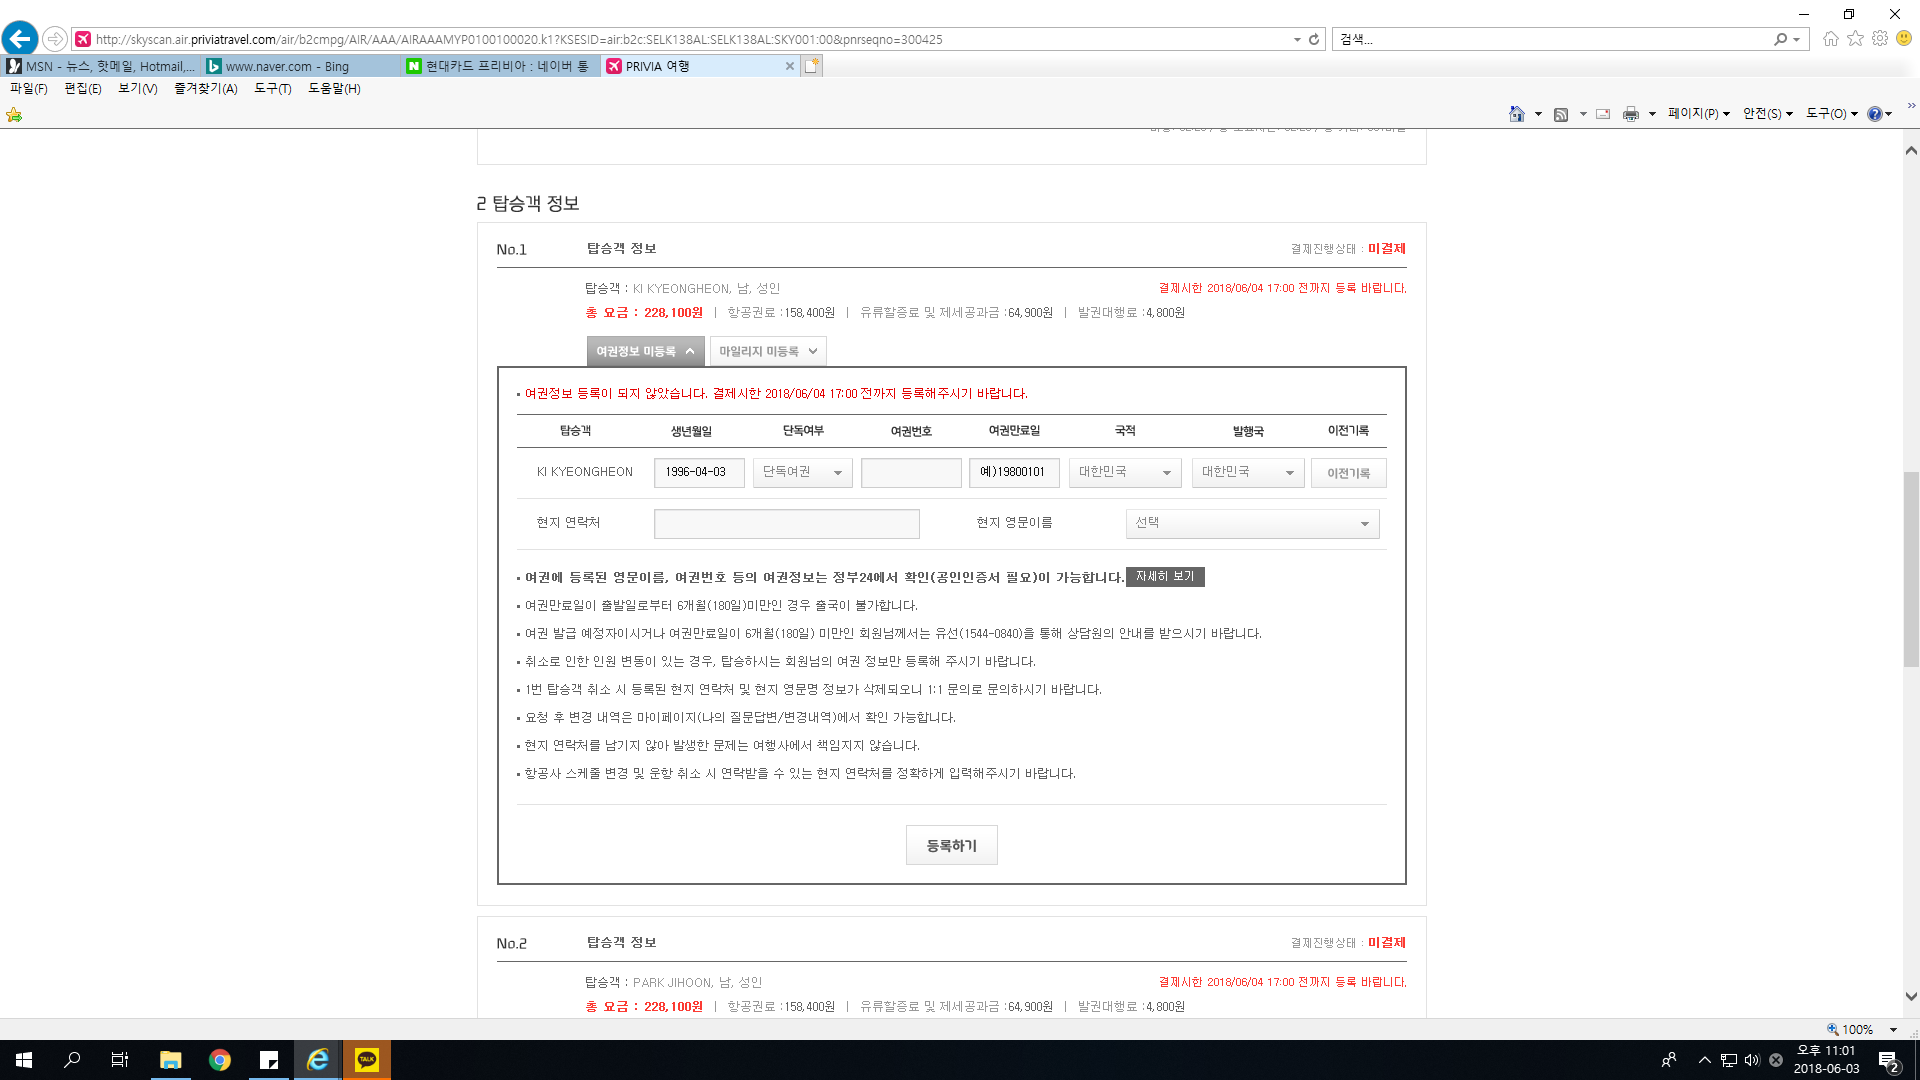 http://skyscan.air.priviatravel.com/air/b2cmpg/AIR/AAA/AIRAAAMYP0100100020.k1?KSESID=air:b2c:SELK138AL:SELK138AL:SKY001:00&pnrseqno=300425
검색...
MSN - 뉴스, 핫메일, Hotmail,...
www.naver.com - Bing
현대카드 프리비아 : 네이버 통
PRIVIA 여행
파일(F) 편집(E) 보기(V) 즐겨찾기(A) 도구(T) 도움말(H)
페이지(P) 안전(S) 도구(O)
2 탑승객 정보
No.1 탑승객 정보 결제진행상태 : 미결제
탑승객 : KI KYEONGHEON, 남, 성인 결제시한 2018/06/04 17:00 전까지 등록 바랍니다.
총 요금 : 228,100원 | 항공권료 :158,400원 | 유류할증료 및 제세공과금 :64,900원 | 발권대행료 :4,800원
여권정보 미등록 마일리지 미등록
• 여권정보 등록이 되지 않았습니다. 결제시한 2018/06/04 17:00 전까지 등록해주시기 바랍니다.
탑승객 생년월일 단독여부 여권번호 여권만료일 국적 발행국 이전기록
KI KYEONGHEON 1996-04-03 단독여권 예)19800101 대한민국 대한민국 이전기록
현지 연락처 현지 영문이름 선택
• 여권에 등록된 영문이름, 여권번호 등의 여권정보는 정부24에서 확인(공인인증서 필요)이 가능합니다. 자세히 보기
• 여권만료일이 출발일로부터 6개월(180일)미만인 경우 출국이 불가합니다.
• 여권 발급 예정자이시거나 여권만료일이 6개월(180일) 미만인 회원님께서는 유선(1544-0840)을 통해 상담원의 안내를 받으시기 바랍니다.
• 취소로 인한 인원 변동이 있는 경우, 탑승하시는 회원님의 여권 정보만 등록해 주시기 바랍니다.
• 1번 탑승객 취소 시 등록된 현지 연락처 및 현지 영문명 정보가 삭제되오니 1:1 문의로 문의하시기 바랍니다.
• 요청 후 변경 내역은 마이페이지(나의 질문답변/변경내역)에서 확인 가능합니다.
• 현지 연락처를 남기지 않아 발생한 문제는 여행사에서 책임지지 않습니다.
• 항공사 스케줄 변경 및 운항 취소 시 연락받을 수 있는 현지 연락처를 정확하게 입력해주시기 바랍니다.
등록하기
No.2 탑승객 정보 결제진행상태 : 미결제
탑승객 : PARK JIHOON, 남, 성인 결제시한 2018/06/04 17:00 전까지 등록 바랍니다.
총 요금 : 228,100원 | 항공권료 :158,400원 | 유류할증료 및 제세공과금 :64,900원 | 발권대행료 :4,800원
100%
TALK
오후 11:01
2018-06-03
2